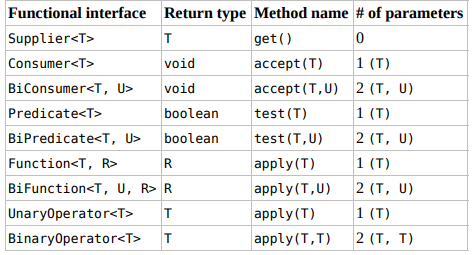 Functional interface Return type Method name # of parameters
Supplier<T> T get() 0
Consumer<T> void accept(T) 1 (T)
BiConsumer<T, U> void accept(T,U) 2 (T, U)
Predicate<T> boolean test(T) 1 (T)
BiPredicate<T, U> boolean test(T,U) 2 (T, U)
Function<T, R> R apply(T) 1 (T)
BiFunction<T, U, R> R apply(T,U) 2 (T, U)
UnaryOperator<T> T apply(T) 1 (T)
BinaryOperator<T> T apply(T,T) 2 (T, T)